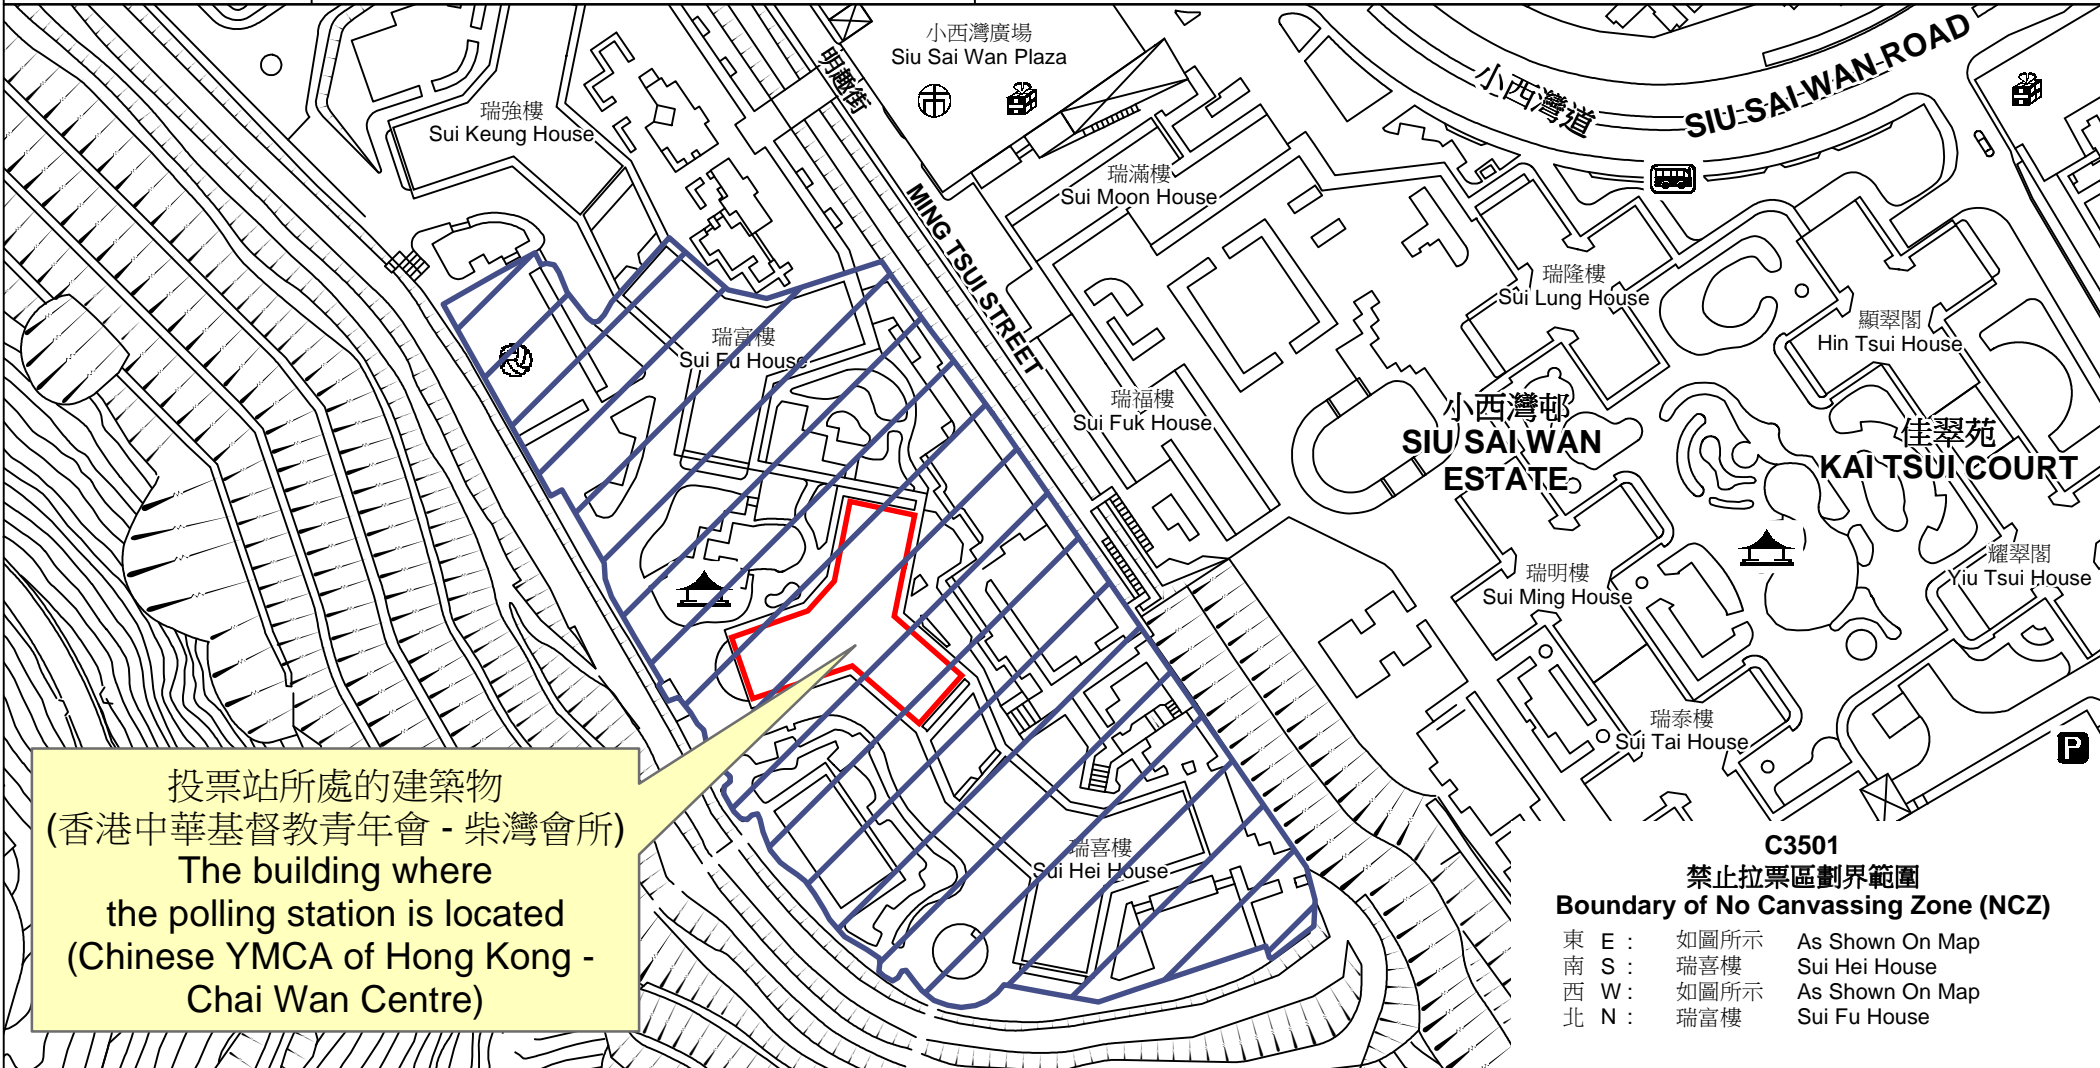 小西灣廣場
Siu Sai Wan Plaza
明趣街
MING TSUI STREET
小西灣道
SIU SAI WAN ROAD
瑞強樓
Sui Keung House
瑞滿樓
Sui Moon House
瑞隆樓
Sui Lung House
顯翠閣
Hin Tsui House
瑞富樓
Sui Fu House
瑞福樓
Sui Fuk House
小西灣邨
SIU SAI WAN
ESTATE
佳翠苑
KAI TSUI COURT
瑞明樓
Sui Ming House
耀翠閣
Yiu Tsui House
瑞泰樓
Sui Tai House
P
瑞喜樓
Sui Hei House
投票站所處的建築物
(香港中華基督教青年會 - 柴灣會所)
The building where
the polling station is located
(Chinese YMCA of Hong Kong -
Chai Wan Centre)
C3501
禁止拉票區劃界範圍
Boundary of No Canvassing Zone (NCZ)
東 E : 如圖所示 As Shown On Map
南 S : 瑞喜樓 Sui Hei House
西 W : 如圖所示 As Shown On Map
北 N : 瑞富樓 Sui Fu House